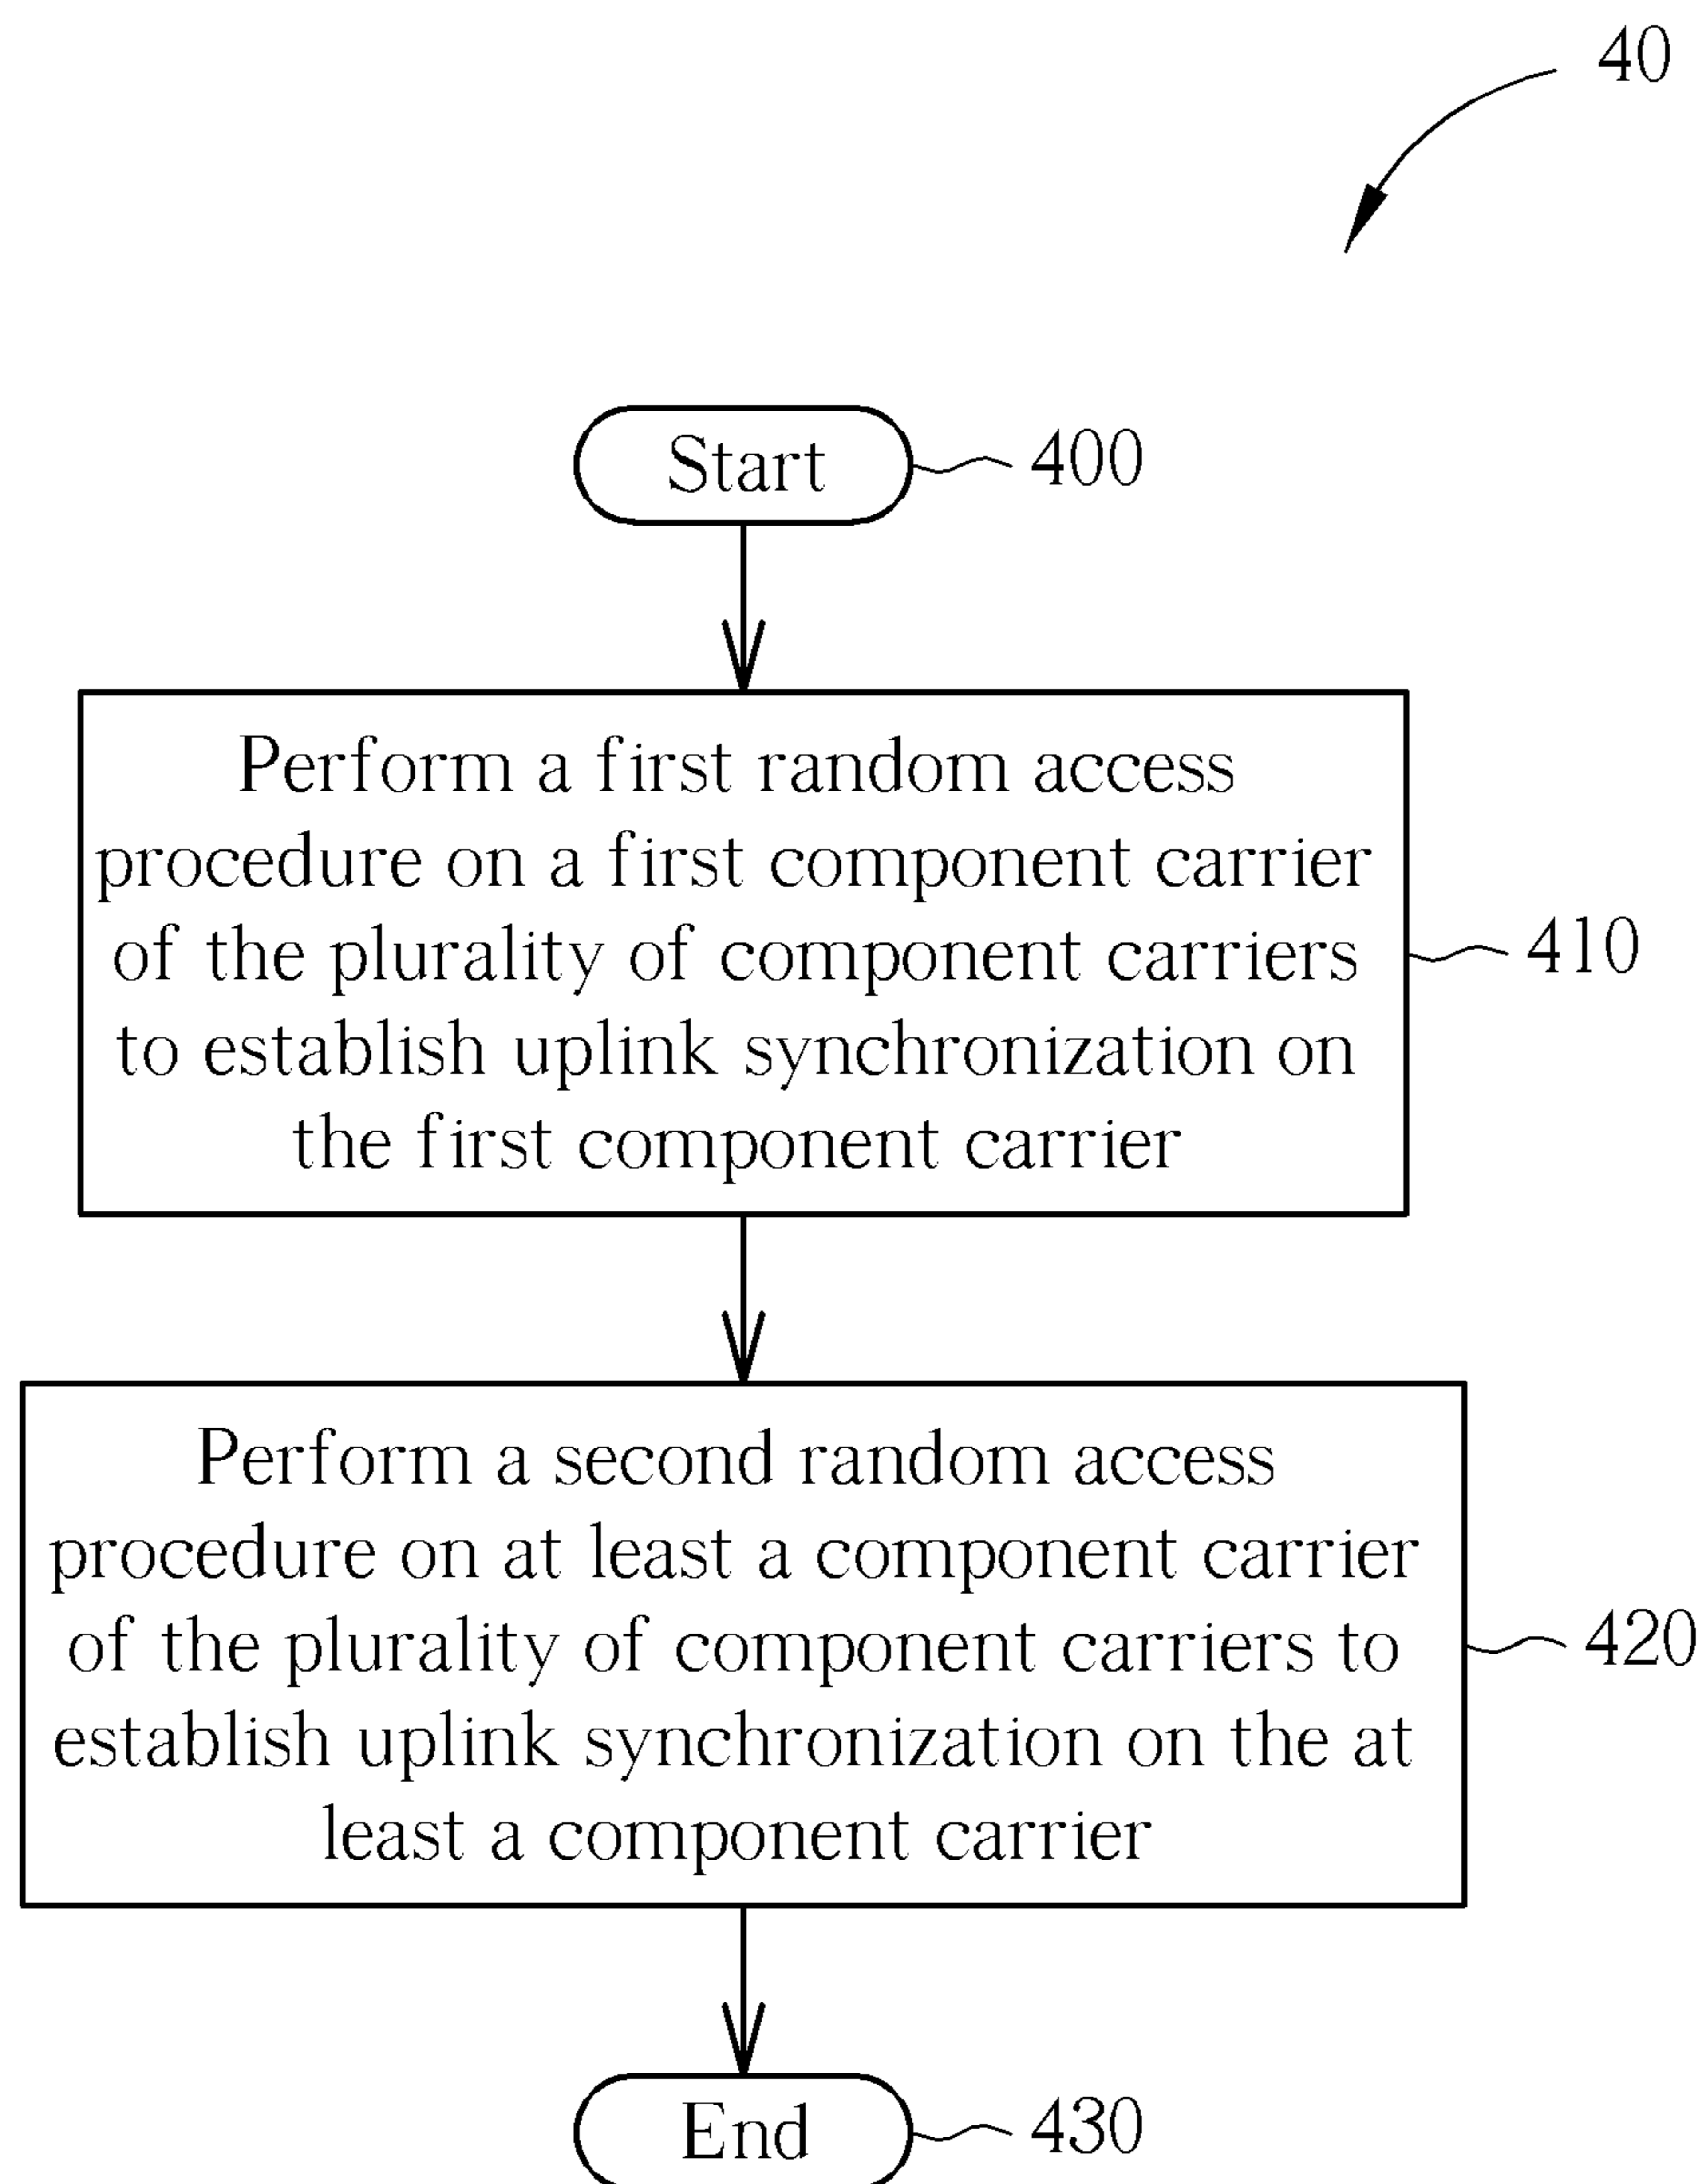 40
Start
400
Perform a first random access
procedure on a first component carrier
of the plurality of component carriers
to establish uplink synchronization on
the first component carrier
410
Perform a second random access
procedure on at least a component carrier
of the plurality of component carriers to
establish uplink synchronization on the at
least a component carrier
420
End
430